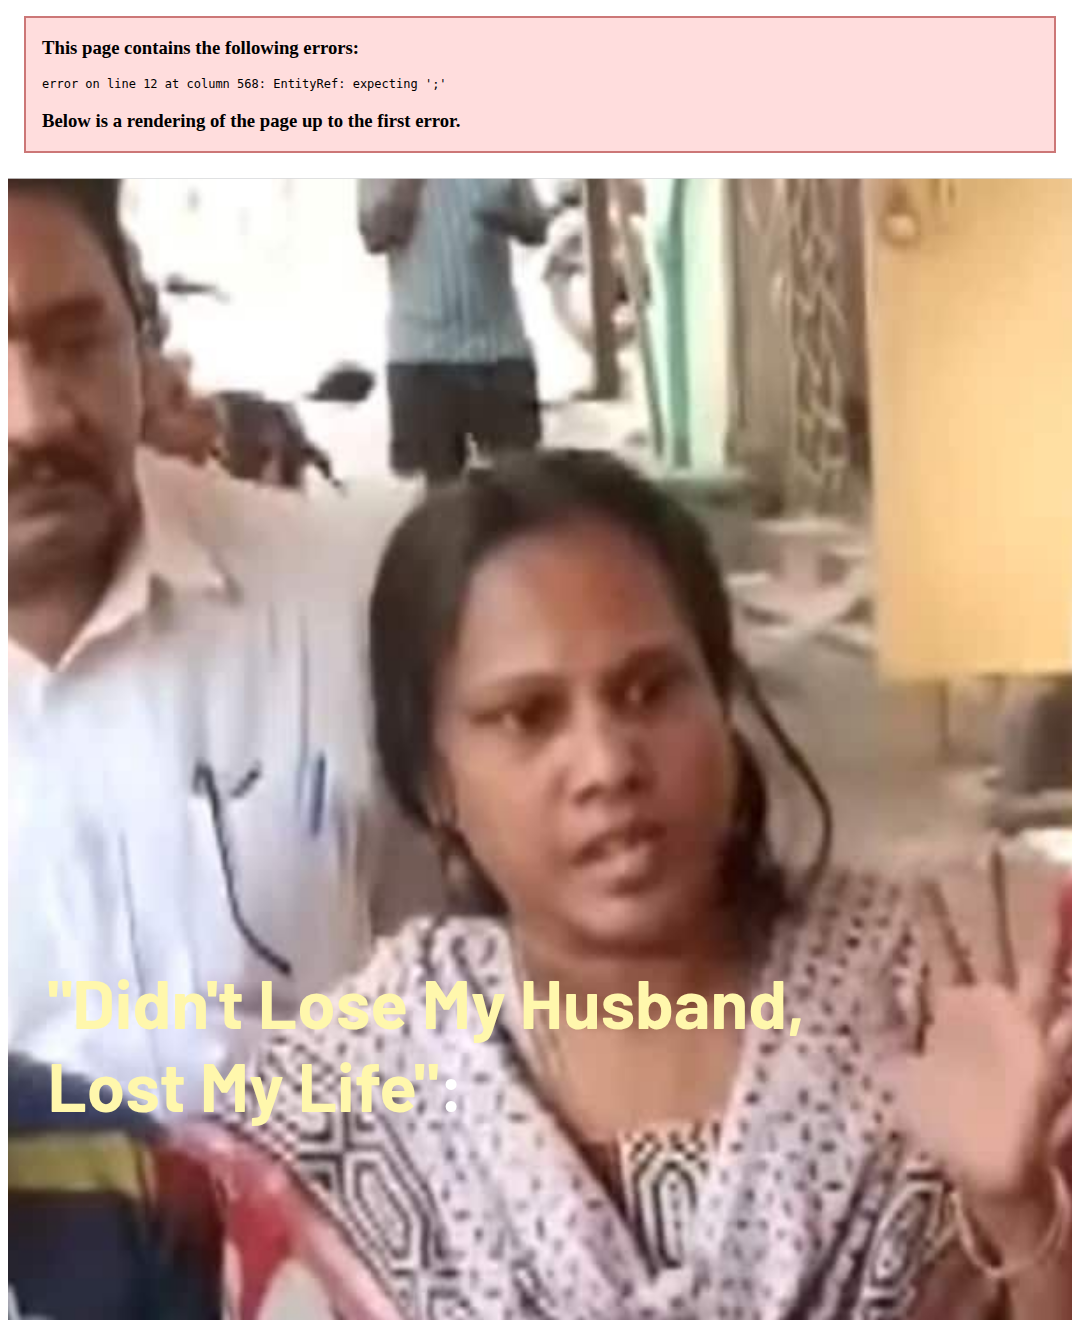 This page contains the following errors:
error on line 12 at column 568: EntityRef: expecting ';'
Below is a rendering of the page up to the first error.
"Didn't Lose My Husband,
Lost My Life":